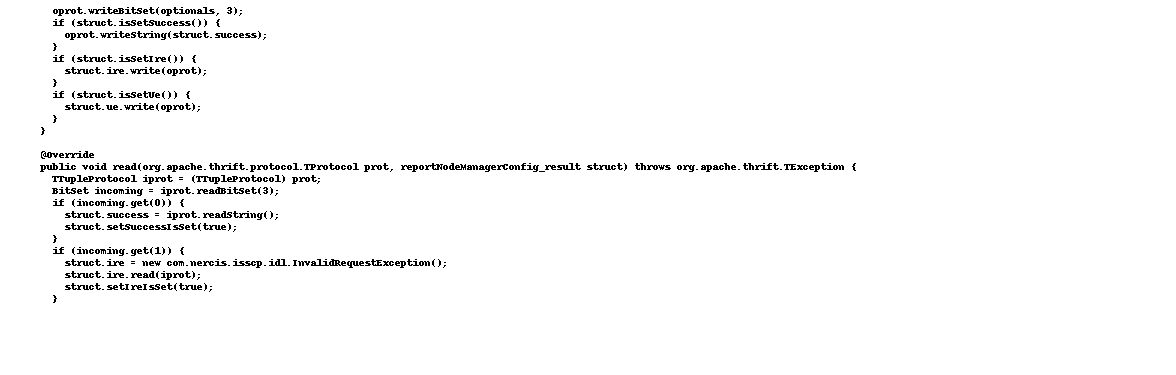 oprot.writeBitSet(optionals, 3);
if (struct.isSetSuccess()) {
oprot.writeString(struct.success);
}
if (struct.isSetIre()) {
struct.ire.write(oprot);
}
if (struct.isSetUe()) {
struct.ue.write(oprot);
}
}
@Override
public void read(org.apache.thrift.protocol.TProtocol prot, reportNodeManagerConfig_result struct) throws org.apache.thrift.TException {
TTupleProtocol iprot = (TTupleProtocol) prot;
BitSet incoming = iprot.readBitSet(3);
if (incoming.get(0)) {
struct.success = iprot.readString();
struct.setSuccessIsSet(true);
}
if (incoming.get(1)) {
struct.ire = new com.nercis.isscp.idl.InvalidRequestException();
struct.ire.read(iprot);
struct.setIreIsSet(true);
}